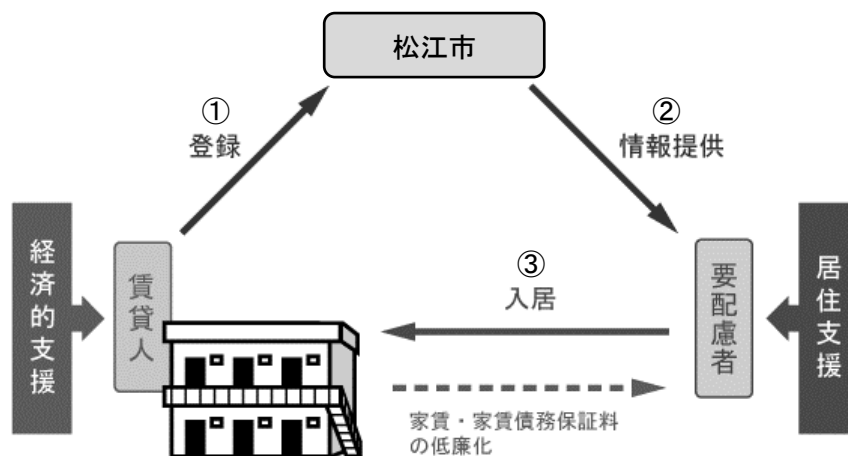 松江市
①
登録
②
情報提供
経済的支援
賃貸人
③
入居
要配慮者
居住支援
家賃・家賃債務保証料
の低廉化